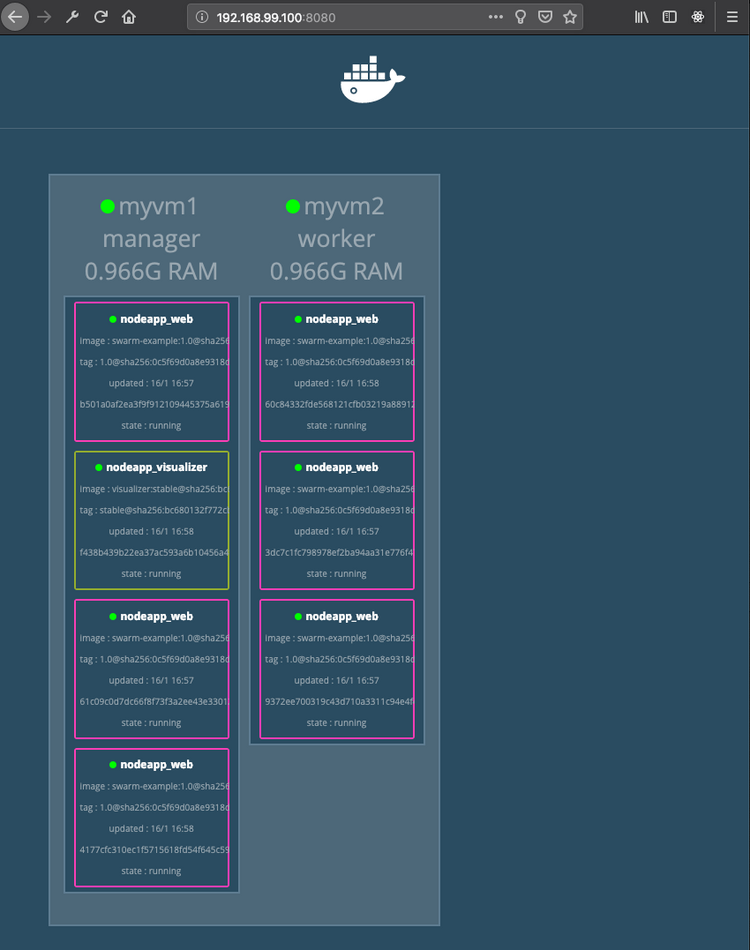 192.168.99.100:8080
myvm1
manager
0.966G RAM
nodeapp_web
image : swarm-example:1.0@sha256
tag : 1.0@sha256:0c5f69d0a8e9318d
updated : 16/1 16:57
b501a0af2ea3f9f912109445375a619
state : running
nodeapp_visualizer
image : visualizer:stable@sha256:bc
tag : stable@sha256:bc680132f772c
updated : 16/1 16:58
f438b439b22ea37ac593a6b10456a4
state : running
nodeapp_web
image : swarm-example:1.0@sha256
tag : 1.0@sha256:0c5f69d0a8e9318d
updated : 16/1 16:57
61c09c0d7dc66f8f73f3a2ee43e3301
state : running
nodeapp_web
image : swarm-example:1.0@sha256
tag : 1.0@sha256:0c5f69d0a8e9318d
updated : 16/1 16:58
4177cfc310ec1f5715618fd54f645c59
state : running
myvm2
worker
0.966G RAM
nodeapp_web
image : swarm-example:1.0@sha256
tag : 1.0@sha256:0c5f69d0a8e9318d
updated : 16/1 16:58
60c84332fde568121cfb03219a88912
state : running
nodeapp_web
image : swarm-example:1.0@sha256
tag : 1.0@sha256:0c5f69d0a8e9318d
updated : 16/1 16:57
3dc7c1fc798978ef2ba94aa31e776f4
state : running
nodeapp_web
image : swarm-example:1.0@sha256
tag : 1.0@sha256:0c5f69d0a8e9318d
updated : 16/1 16:57
9372ee700319c43d710a3311c94e4f
state : running